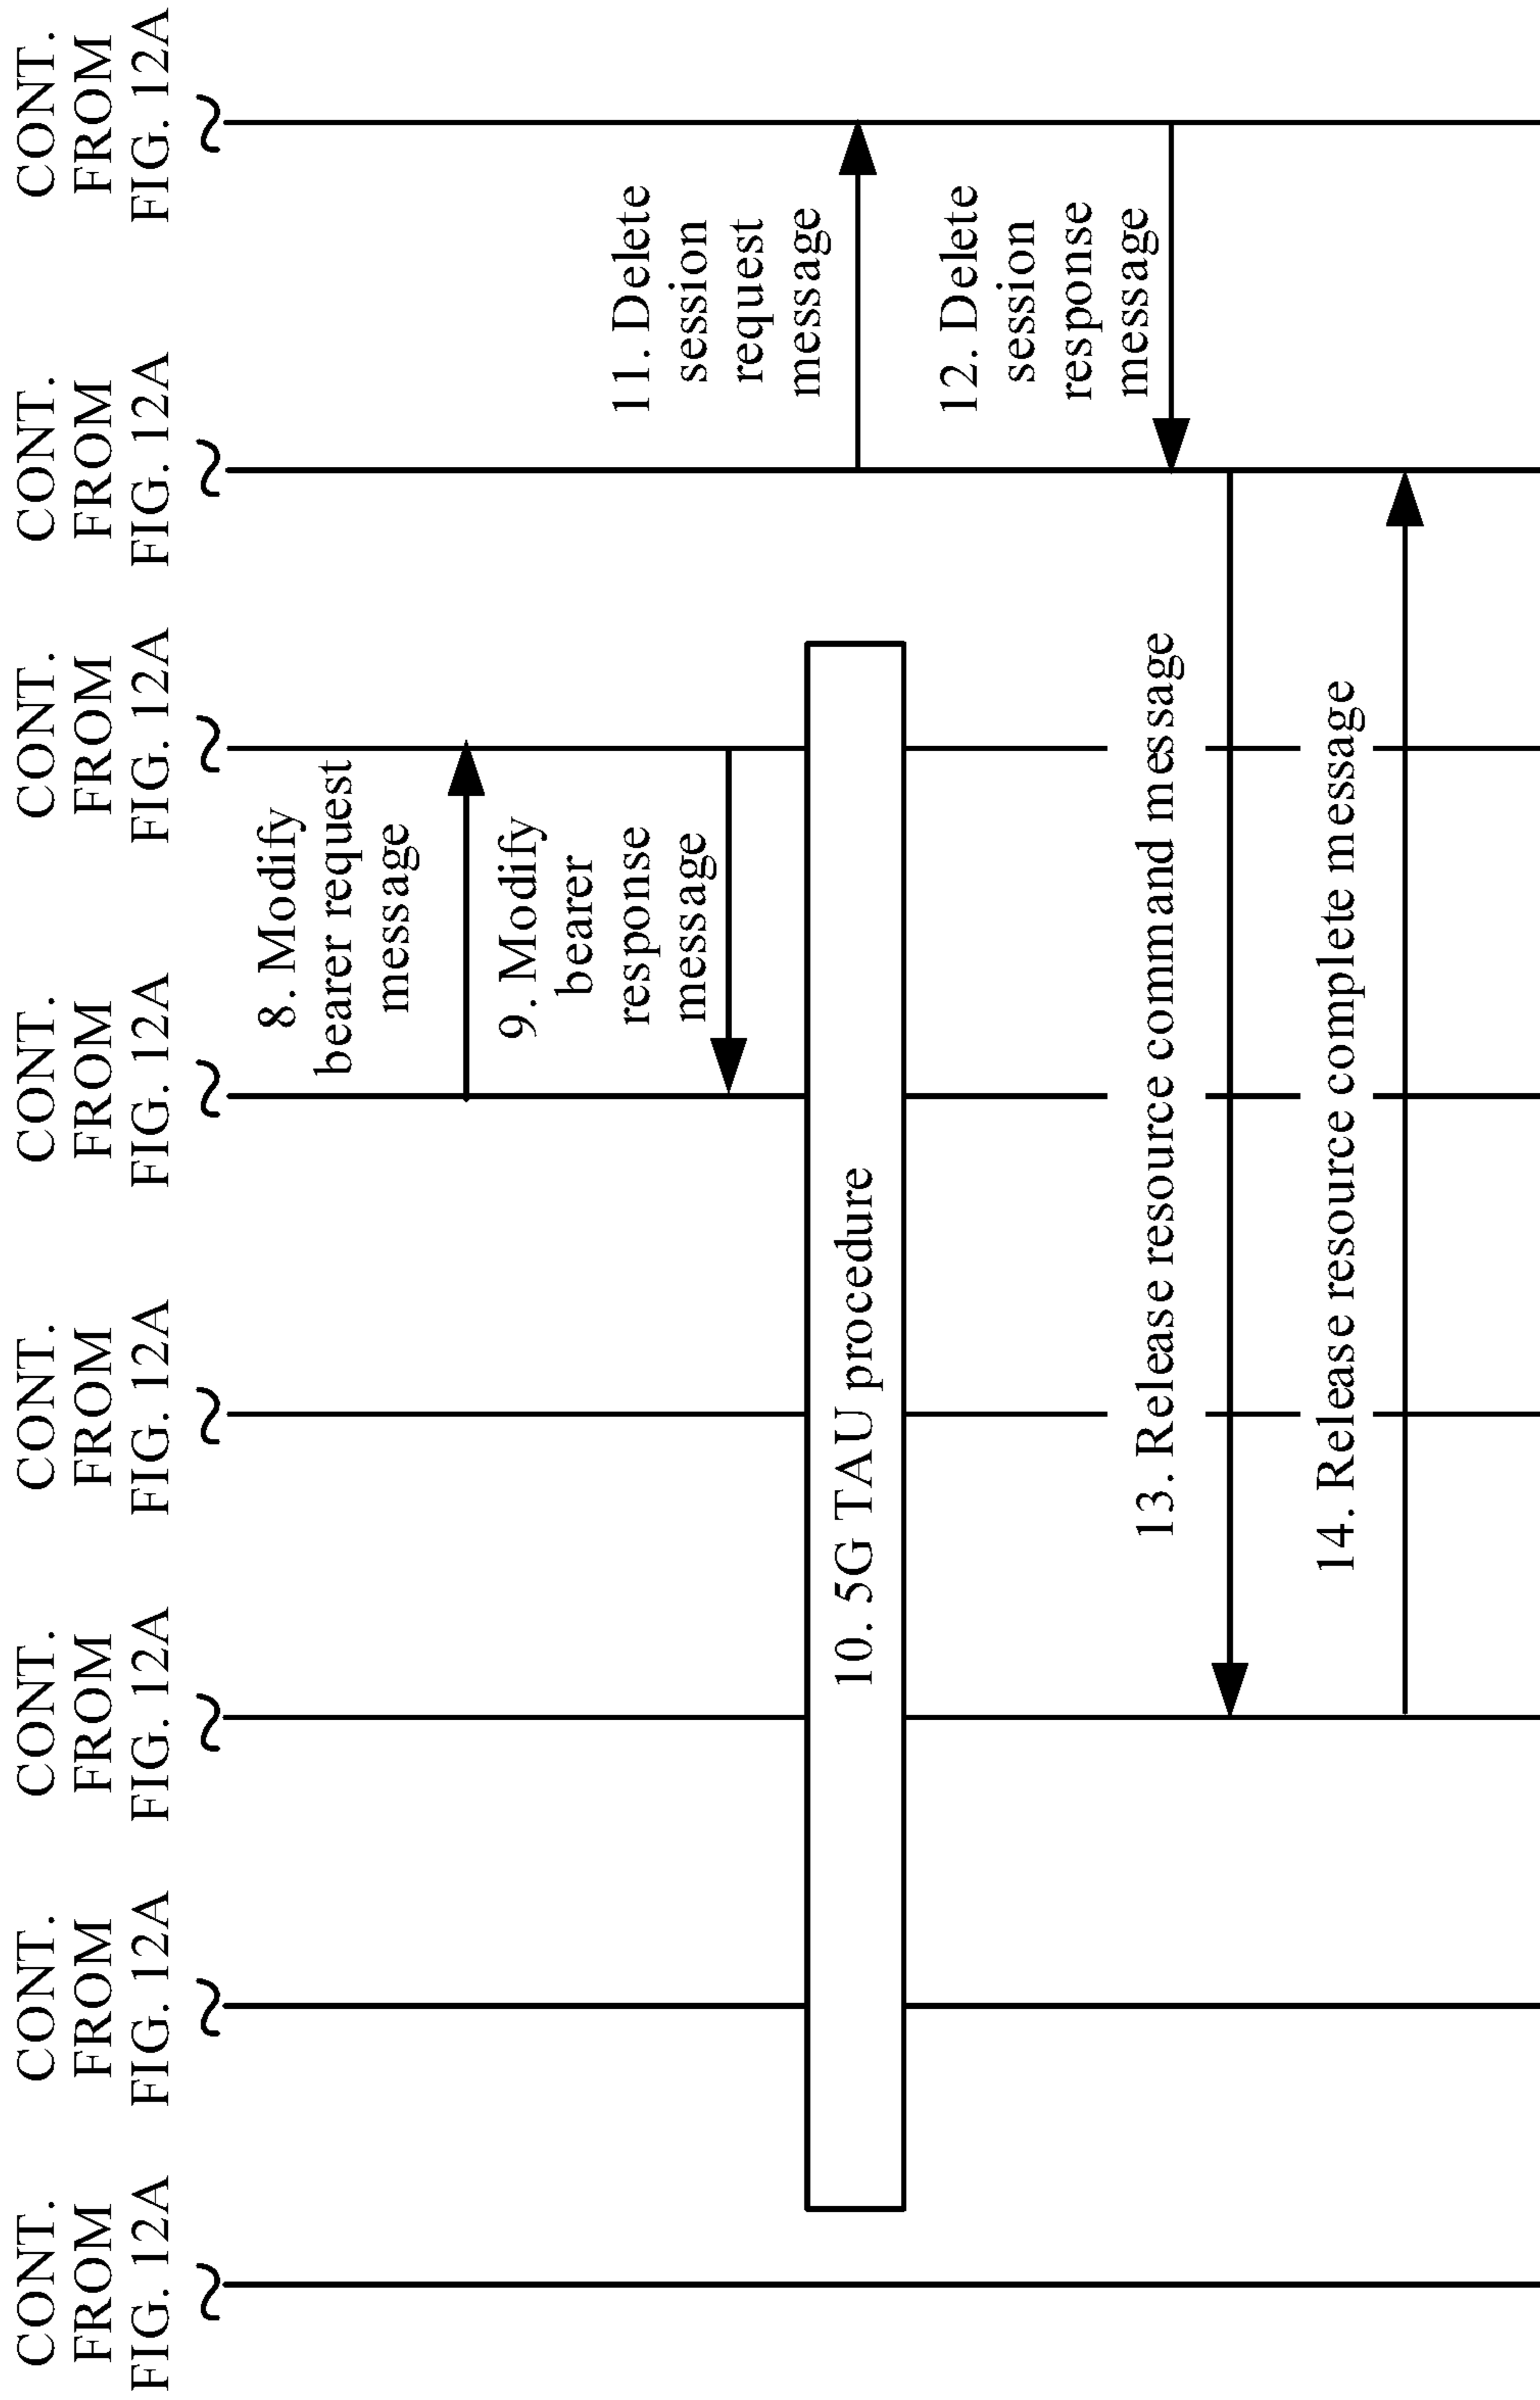 CONT.
FROM
FIG. 12A
CONT.
FROM
FIG. 12A
CONT.
FROM
FIG. 12A
CONT.
FROM
FIG. 12A
CONT.
FROM
FIG. 12A
CONT.
FROM
FIG. 12A
CONT.
FROM
FIG. 12A
CONT.
FROM
FIG. 12A
8. Modify
bearer request
message
9. Modify
bearer
response
message
10. 5G TAU procedure
11. Delete
session
request
message
12. Delete
session
response
message
13. Release resource command message
14. Release resource complete message